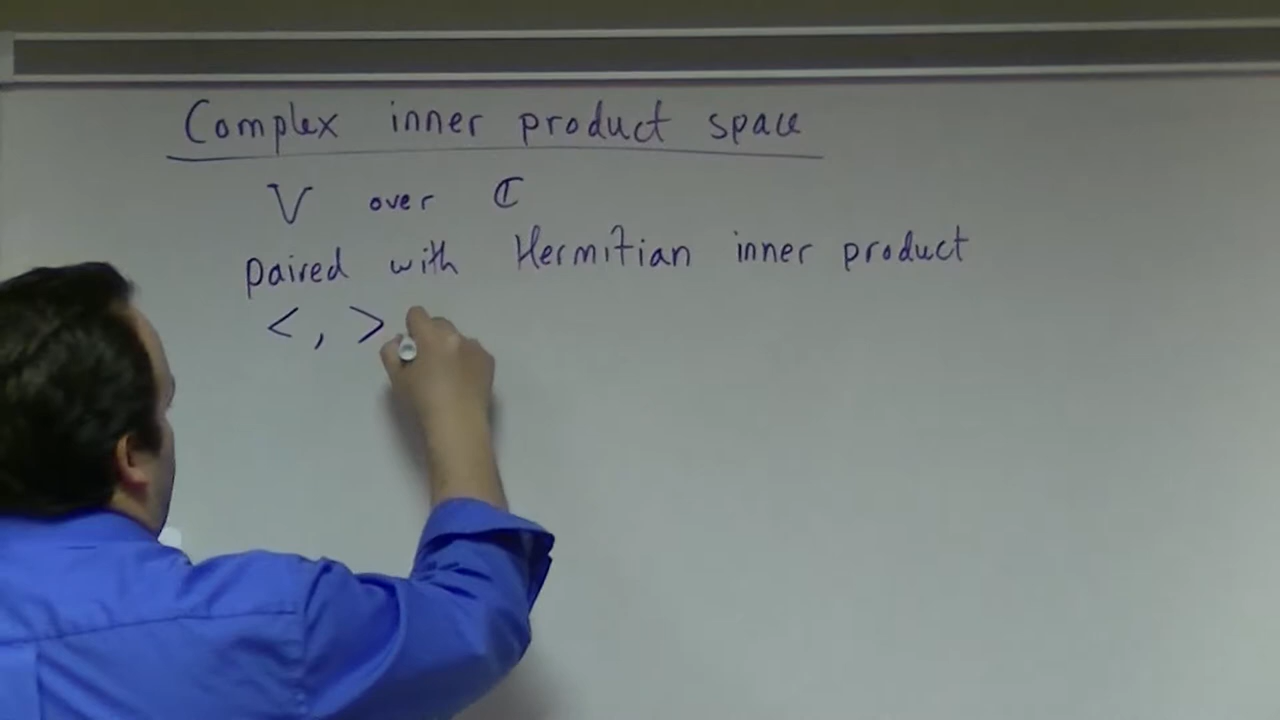 Complex inner product space
V over ℂ
paired with Hermitian inner product
< , >